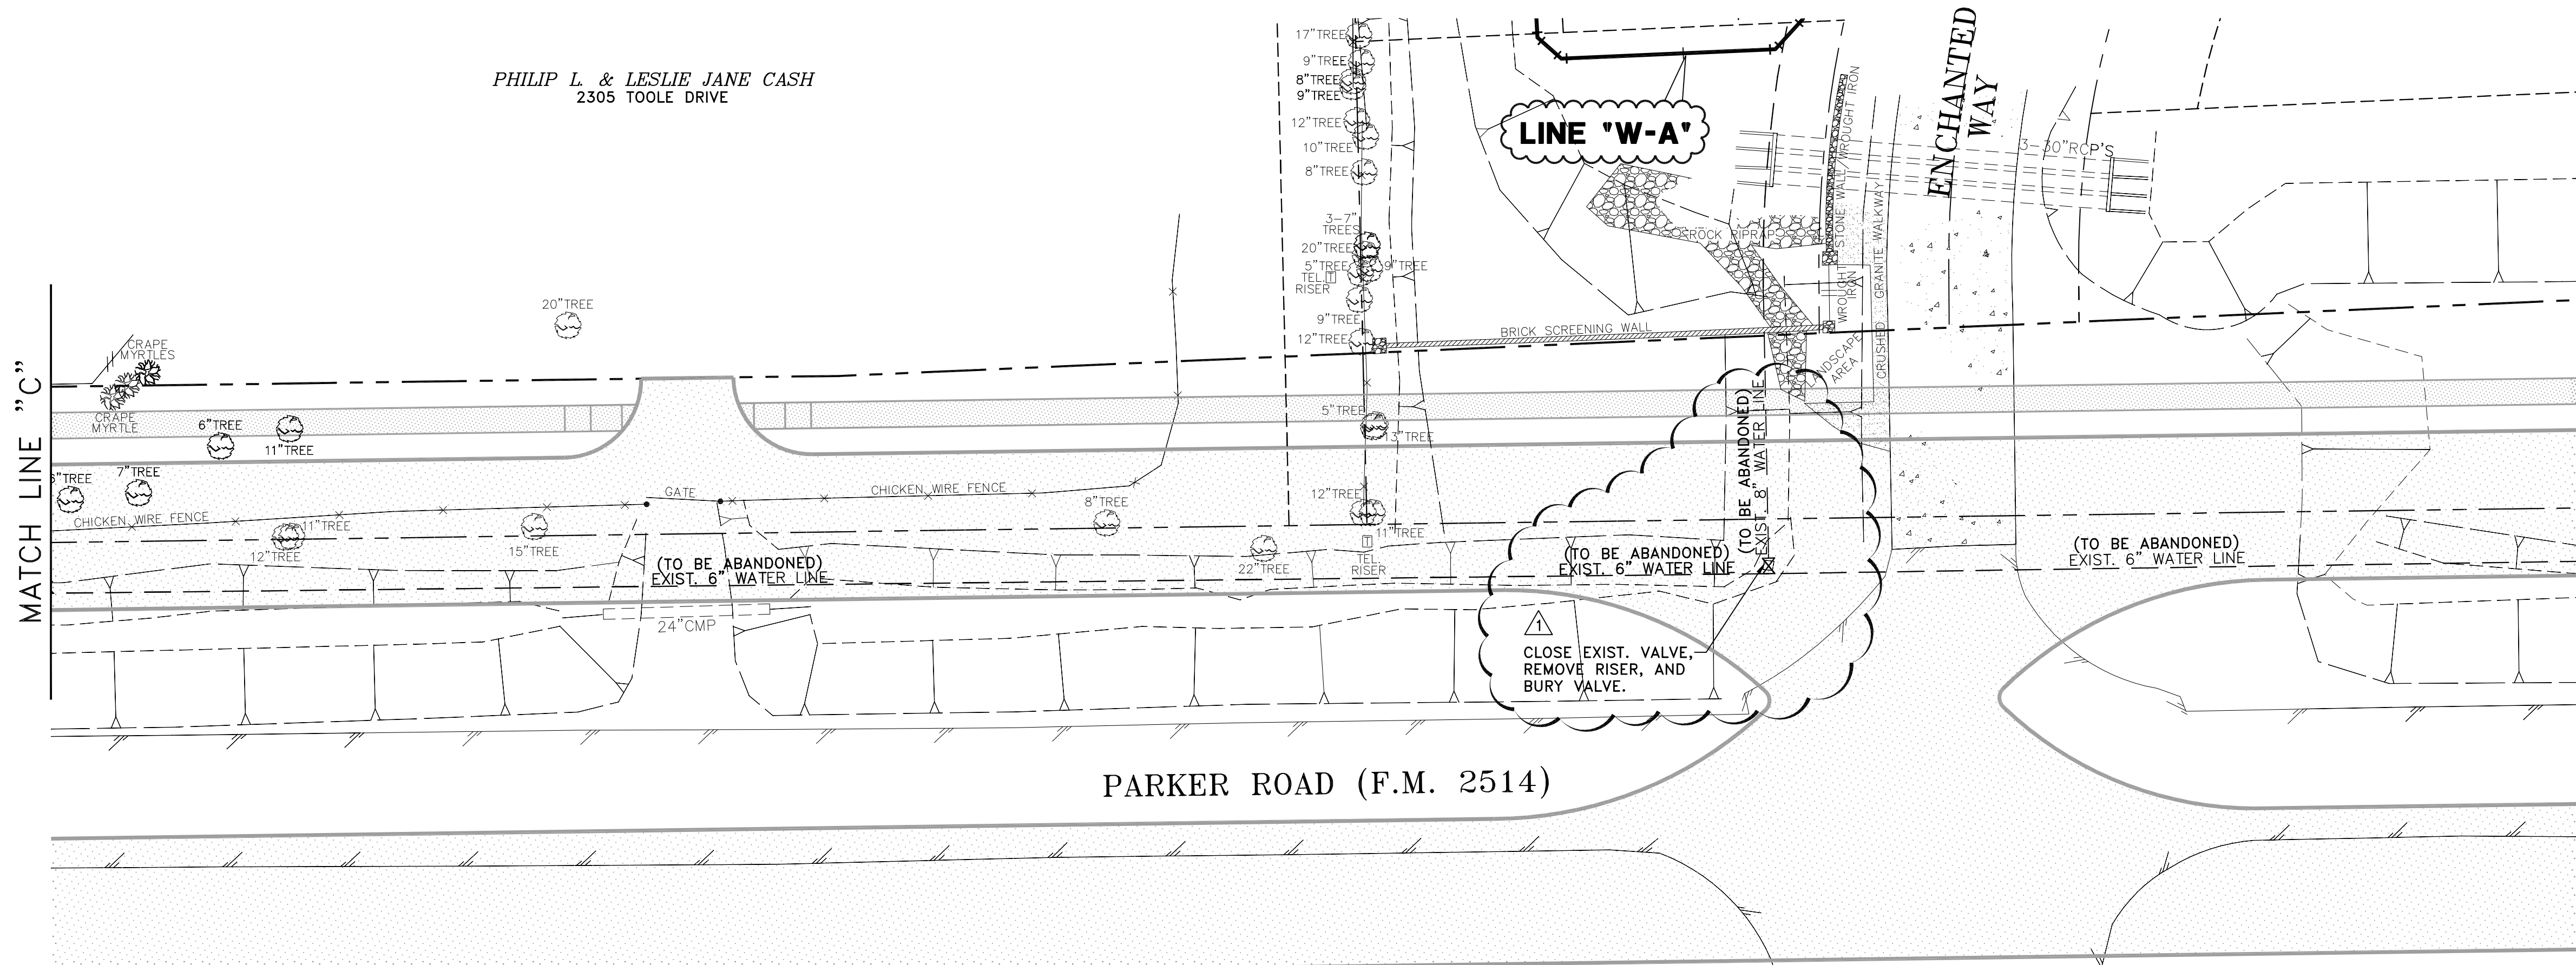 PHILIP L. & LESLIE JANE CASH
2305 TOOLE DRIVE
17"TREE
9"TREE
8"TREE
9"TREE
12"TREE
10"TREE
8"TREE
3-7"
TREES
20"TREE
5"TREE
9"TREE
TEL.
T
RISER
9"TREE
12"TREE
LINE "W-A"
ROCK RIPRAP
STONE WALL/WROUGHT IRON
WROUGHT
IRON
CRUSHED GRANITE WALKWAY
ENCHANTED
WAY
3-30"RCP'S
BRICK SCREENING WALL
LANDSCAPE
AREA
MATCH LINE "C"
20"TREE
CRAPE
MYRTLES
CRAPE
MYRTLE
6"TREE
11"TREE
7"TREE
"TREE
CHICKEN WIRE FENCE
12"TREE
11"TREE
15"TREE
GATE
CHICKEN WIRE FENCE
8"TREE
22"TREE
5"TREE
13"TREE
12"TREE
11"TREE
T
TEL.
RISER
(TO BE ABANDONED)
EXIST. 6" WATER LINE
24"CMP
(TO BE ABANDONED)
EXIST. 8" WATER LINE
(TO BE ABANDONED)
EXIST. 6" WATER LINE
(TO BE ABANDONED)
EXIST. 6" WATER LINE
1
CLOSE EXIST. VALVE,
REMOVE RISER, AND
BURY VALVE.
PARKER ROAD (F.M. 2514)